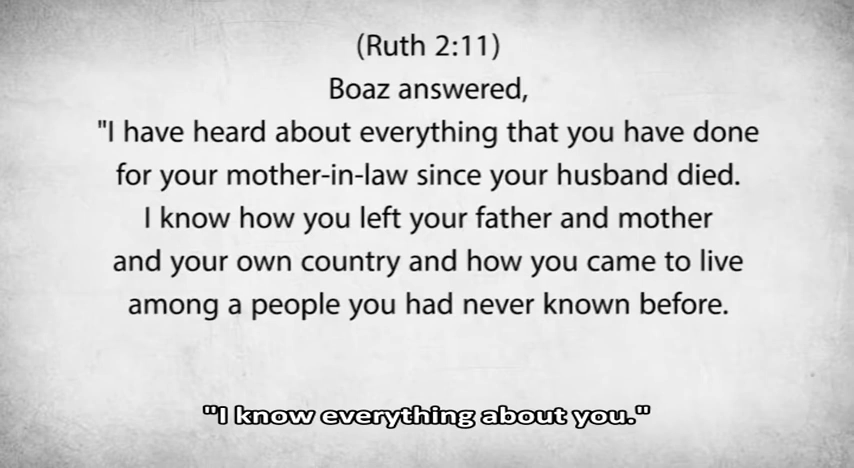 (Ruth 2:11)
Boaz answered,
"I have heard about everything that you have done
for your mother-in-law since your husband died.
I know how you left your father and mother
and your own country and how you came to live
among a people you had never known before.
"I know everything about you."